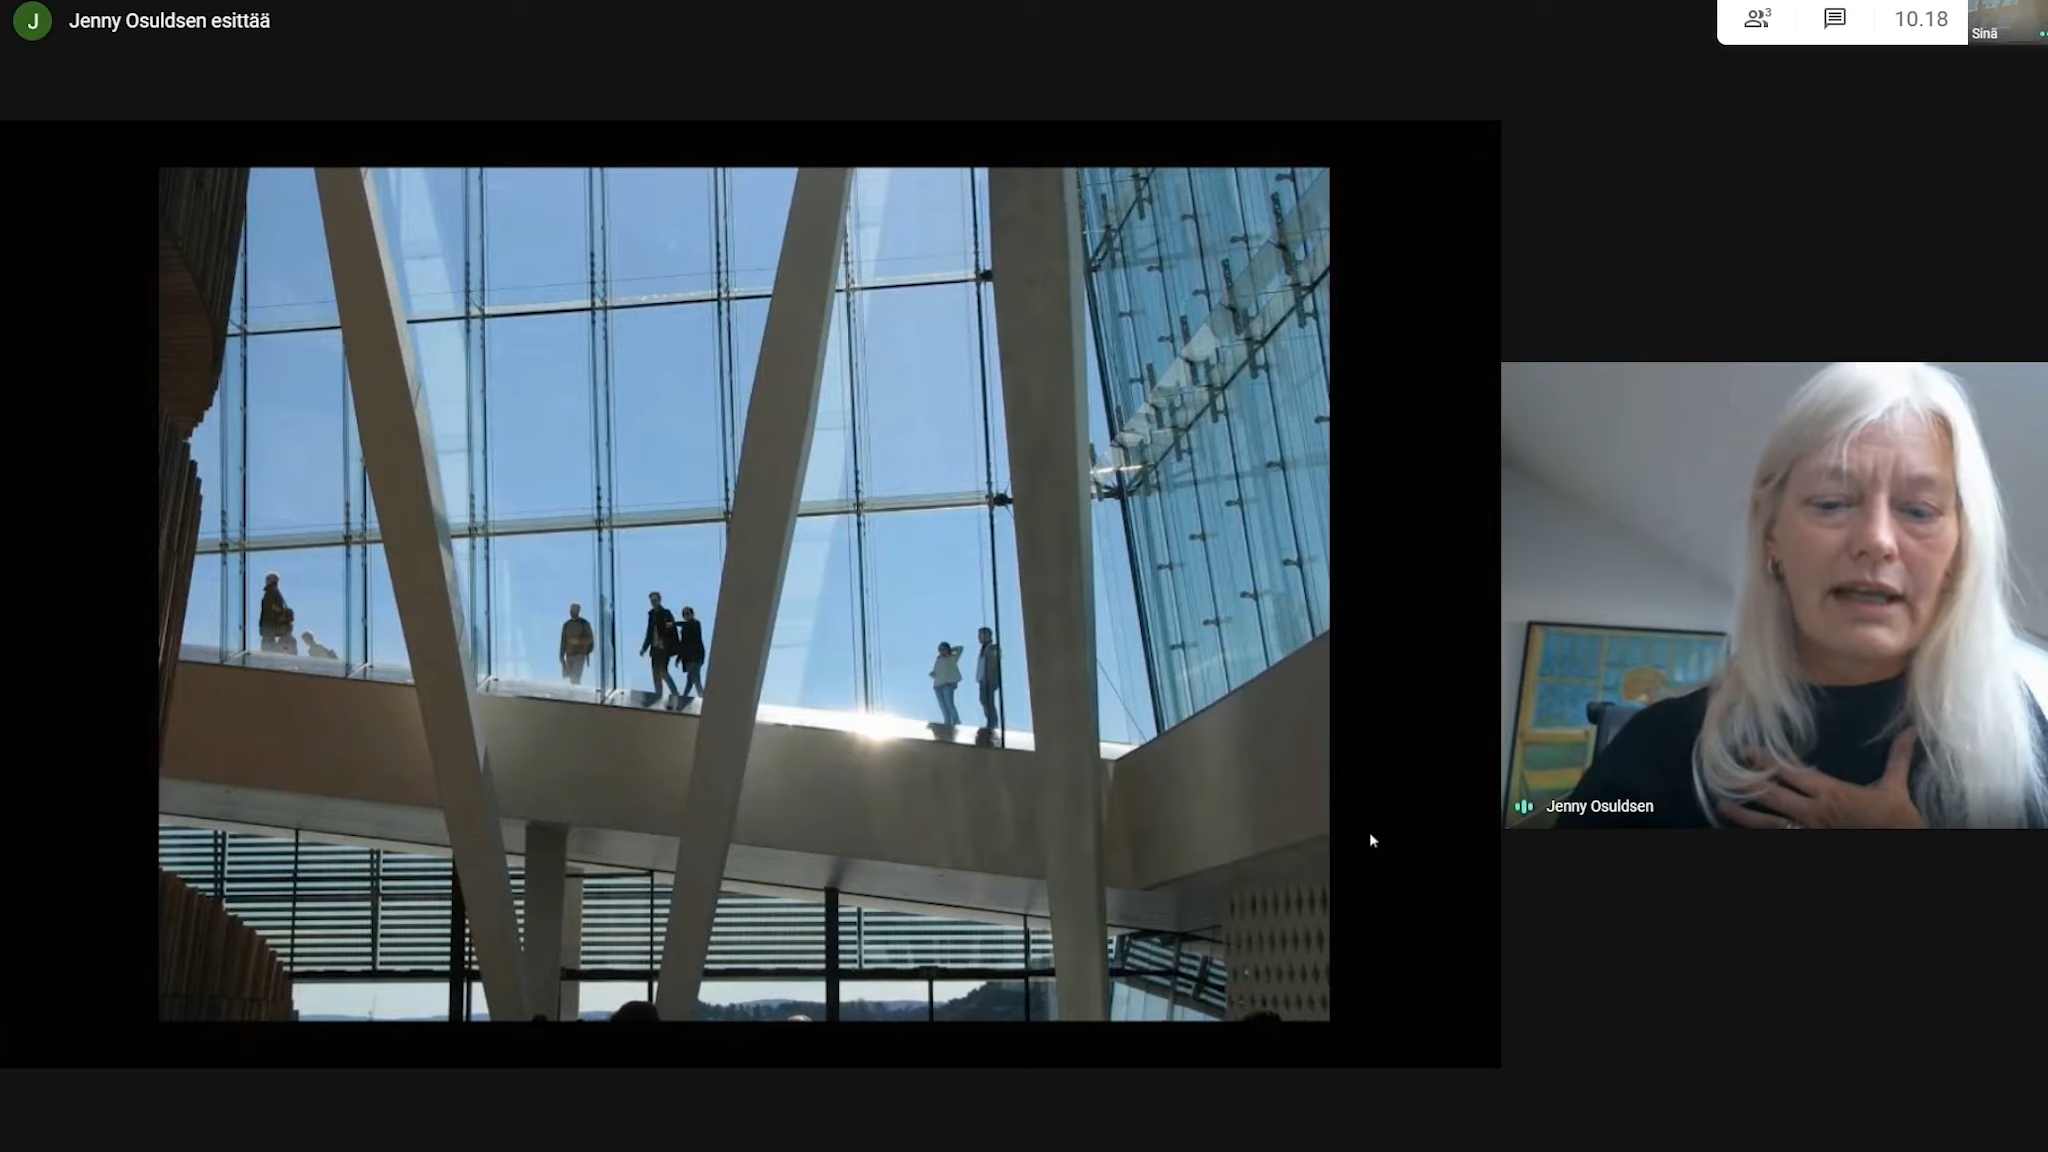 J
Jenny Osuldsen esittää
3
10.18
Sinä
Jenny Osuldsen